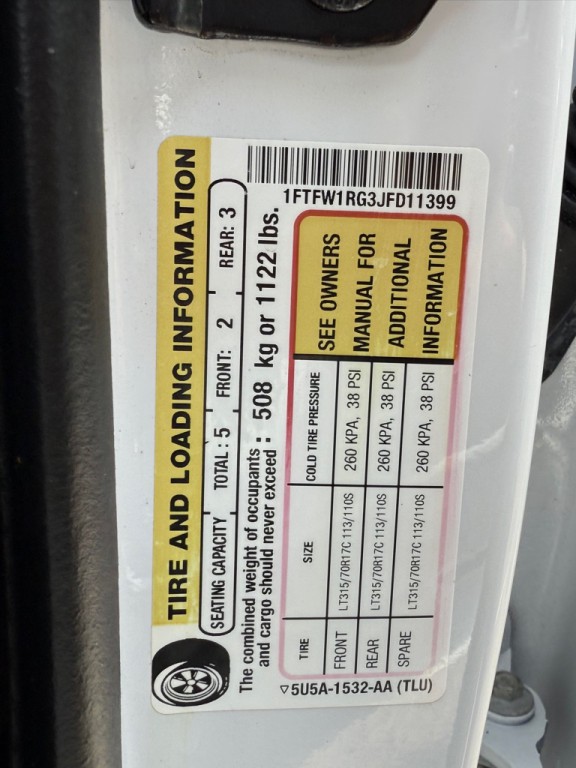 TIRE AND LOADING INFORMATION
SEATING CAPACITY TOTAL : 5 FRONT: 2 REAR: 3
The combined weight of occupants and cargo should never exceed : 508 kg or 1122 lbs.
TIRE SIZE COLD TIRE PRESSURE
FRONT LT315/70R17C 113/110S 260 KPA, 38 PSI
REAR LT315/70R17C 113/110S 260 KPA, 38 PSI
SPARE LT315/70R17C 113/110S 260 KPA, 38 PSI
SEE OWNERS
MANUAL FOR
ADDITIONAL
INFORMATION
5U5A-1532-AA (TLU)
1FTFW1RG3JFD11399